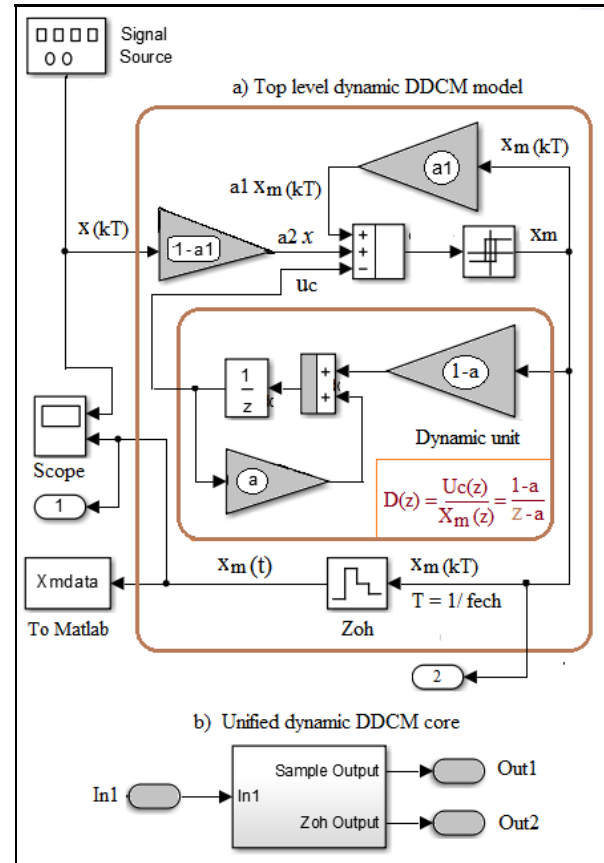 Signal
Source
a) Top level dynamic DDCM model
xm (kT)
a1
a1 xm (kT)
x (kT)
1-a1
a2 x
+
+
−
xm
uc
1
z
+
+
1-a
Dynamic unit
a
D(z) = Uc(z) / Xm (z) = 1-a / z-a
Scope
1
xm (t)
xm (kT)
Xmdata
T = 1/ fech
To Matlab
Zoh
2
b) Unified dynamic DDCM core
Sample Output
Out1
In1
In1
Zoh Output
Out2